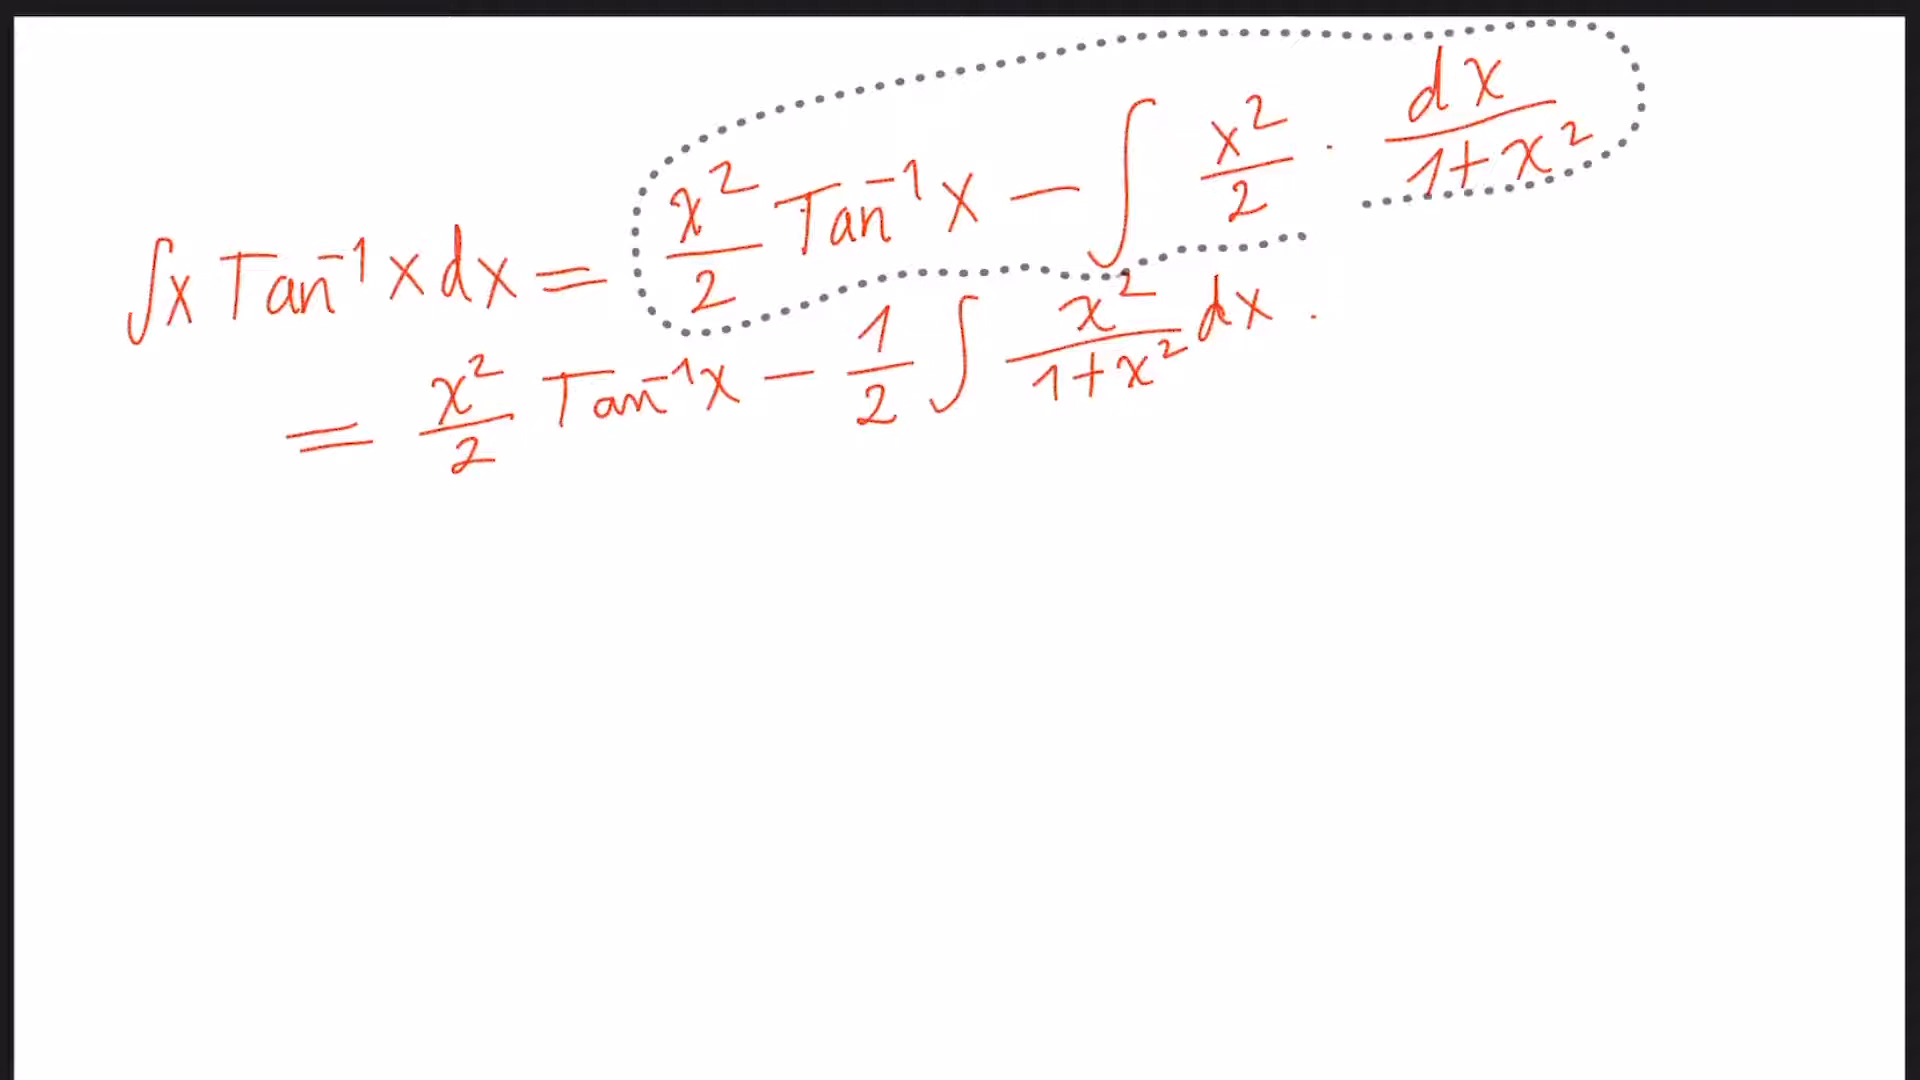 ∫x Tan⁻¹x dx = x²/2 Tan⁻¹x − ∫ x²/2 · dx/(1+x²)
= x²/2 Tan⁻¹x − 1/2 ∫ x²/(1+x²) dx .